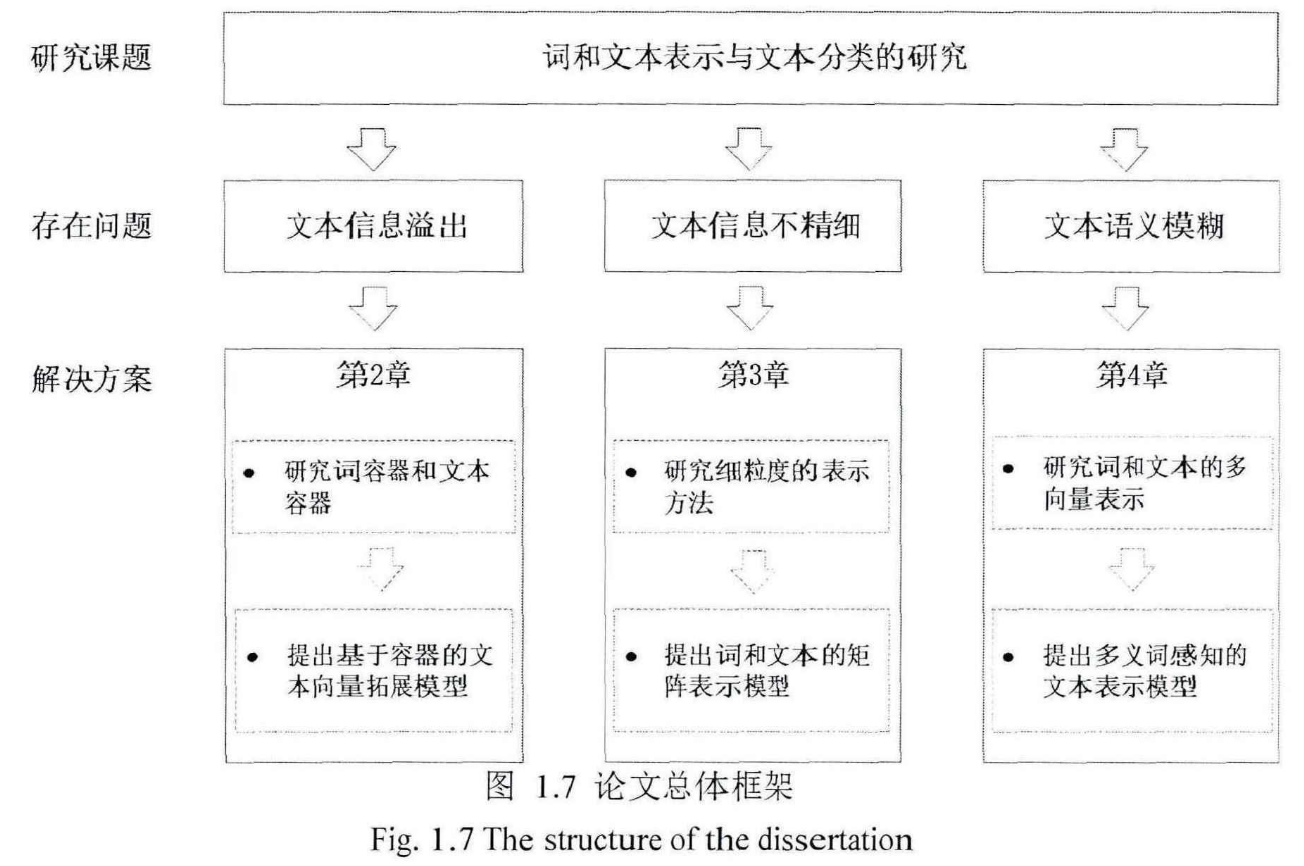 研究课题
词和文本表示与文本分类的研究
存在问题
文本信息溢出
文本信息不精细
文本语义模糊
解决方案
第2章
• 研究词容器和文本
容器
• 提出基于容器的文
本向量拓展模型
第3章
• 研究细粒度的表示
方法
• 提出词和文本的矩
阵表示模型
第4章
• 研究词和文本的多
向量表示
• 提出多义词感知的
文本表示模型
图 1.7 论文总体框架
Fig. 1.7 The structure of the dissertation